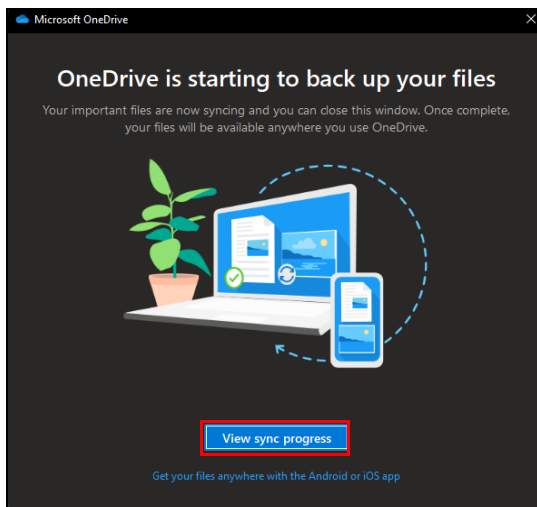 Microsoft OneDrive
OneDrive is starting to back up your files
Your important files are now syncing and you can close this window. Once complete,
your files will be available anywhere you use OneDrive.
View sync progress
Get your files anywhere with the Android or iOS app